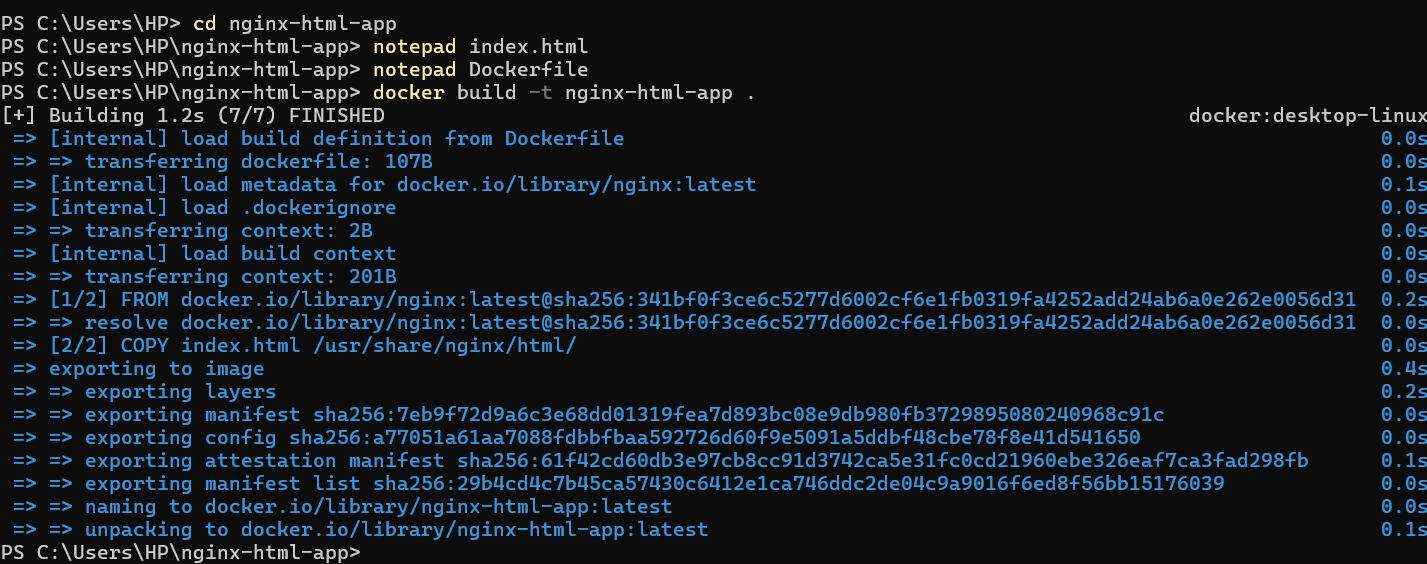 PS C:\Users\HP> cd nginx-html-app
PS C:\Users\HP\nginx-html-app> notepad index.html
PS C:\Users\HP\nginx-html-app> notepad Dockerfile
PS C:\Users\HP\nginx-html-app> docker build -t nginx-html-app .
[+] Building 1.2s (7/7) FINISHED docker:desktop-linux
=> [internal] load build definition from Dockerfile 0.0s
=> => transferring dockerfile: 107B 0.0s
=> [internal] load metadata for docker.io/library/nginx:latest 0.1s
=> [internal] load .dockerignore 0.0s
=> => transferring context: 2B 0.0s
=> [internal] load build context 0.0s
=> => transferring context: 201B 0.0s
=> [1/2] FROM docker.io/library/nginx:latest@sha256:341bf0f3ce6c5277d6002cf6e1fb0319fa4252add24ab6a0e262e0056d31 0.2s
=> => resolve docker.io/library/nginx:latest@sha256:341bf0f3ce6c5277d6002cf6e1fb0319fa4252add24ab6a0e262e0056d31 0.0s
=> [2/2] COPY index.html /usr/share/nginx/html/ 0.0s
=> exporting to image 0.4s
=> => exporting layers 0.2s
=> => exporting manifest sha256:7eb9f72d9a6c3e68dd01319fea7d893bc08e9db980fb3729895080240968c91c 0.0s
=> => exporting config sha256:a77051a61aa7088fdbbfbaa592726d60f9e5091a5ddbf48cbe78f8e41d541650 0.0s
=> => exporting attestation manifest sha256:61f42cd60db3e97cb8cc91d3742ca5e31fc0cd21960ebe326eaf7ca3fad298fb 0.1s
=> => exporting manifest list sha256:29b4cd4c7b45ca57430c6412e1ca746ddc2de04c9a9016f6ed8f56bb15176039 0.0s
=> => naming to docker.io/library/nginx-html-app:latest 0.0s
=> => unpacking to docker.io/library/nginx-html-app:latest 0.1s
PS C:\Users\HP\nginx-html-app>